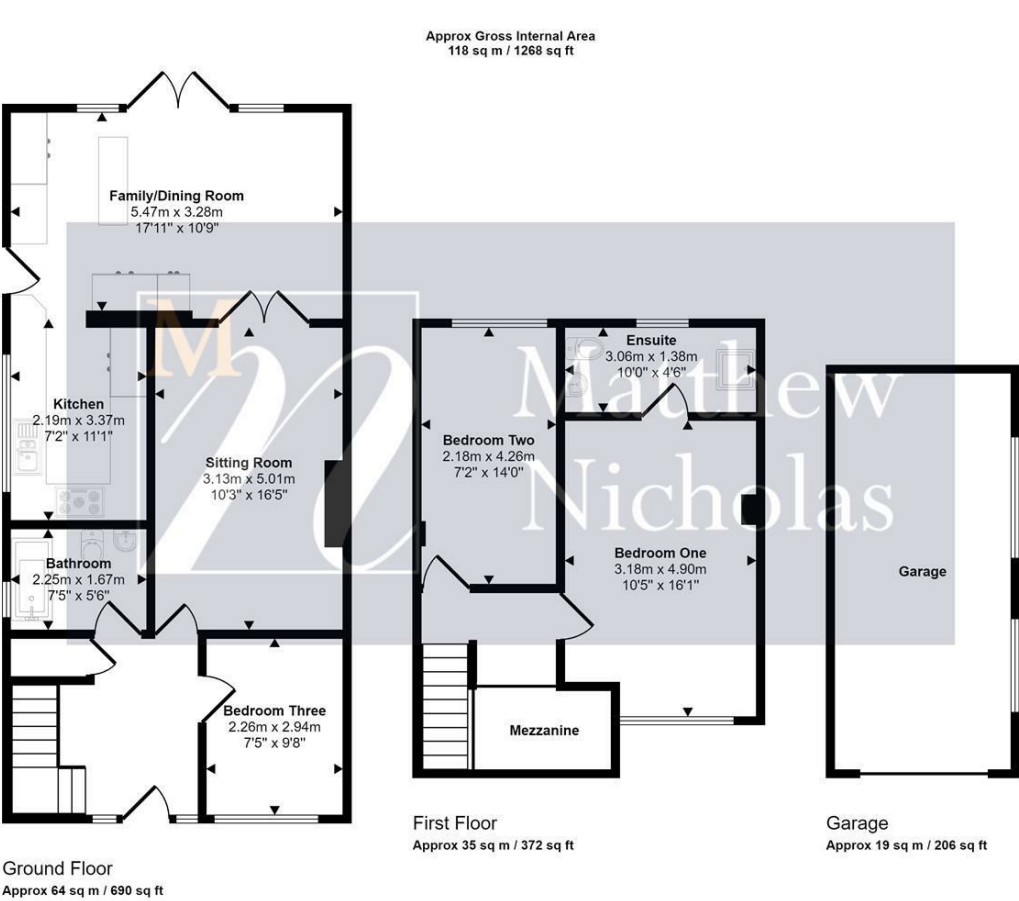 Approx Gross Internal Area
118 sq m / 1268 sq ft
Family/Dining Room
5.47m x 3.28m
17'11" x 10'9"
Kitchen
2.19m x 3.37m
7'2" x 11'1"
Sitting Room
3.13m x 5.01m
10'3" x 16'5"
Bathroom
2.25m x 1.67m
7'5" x 5'6"
Bedroom Three
2.26m x 2.94m
7'5" x 9'8"
Ground Floor
Approx 64 sq m / 690 sq ft
Ensuite
3.06m x 1.38m
10'0" x 4'6"
Bedroom Two
2.18m x 4.26m
7'2" x 14'0"
Bedroom One
3.18m x 4.90m
10'5" x 16'1"
Mezzanine
First Floor
Approx 35 sq m / 372 sq ft
Garage
Garage
Approx 19 sq m / 206 sq ft
M
n
Matthew
Nicholas